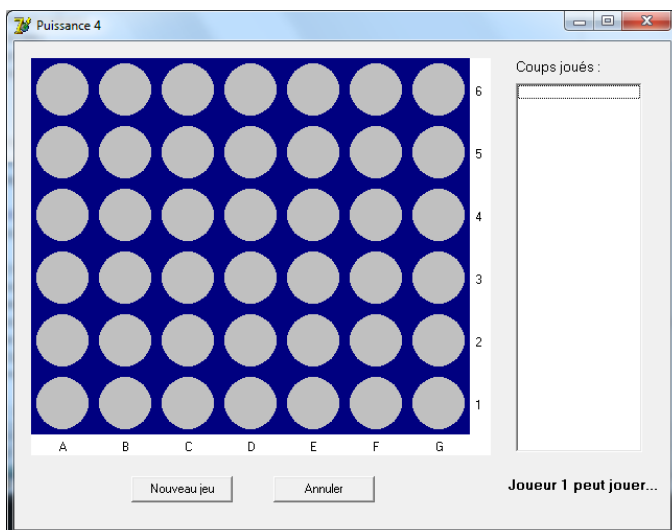 Puissance 4
Coups joués :
6
5
4
3
2
1
A B C D E F G
Nouveau jeu
Annuler
Joueur 1 peut jouer...